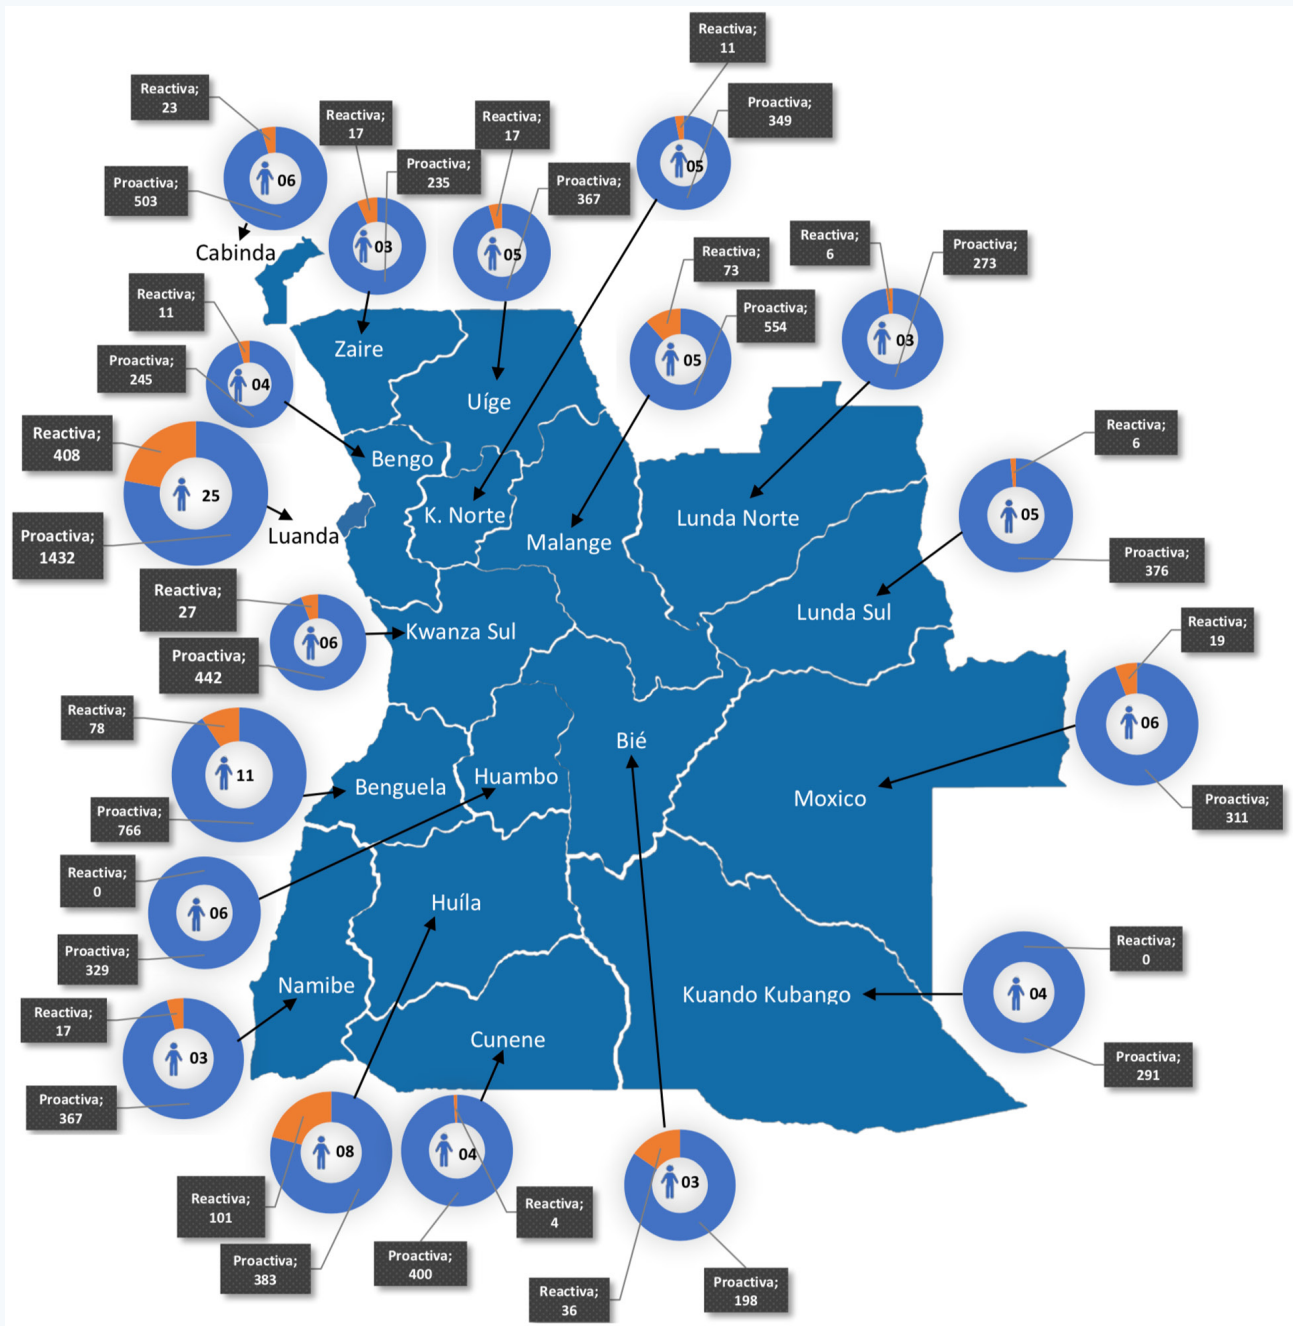 Reactiva;
11
Proactiva;
349
05
Reactiva;
23
Proactiva;
503
06
Cabinda
Reactiva;
17
Proactiva;
235
03
Zaire
Reactiva;
17
Proactiva;
367
05
Uíge
Reactiva;
73
Proactiva;
554
05
Malange
Reactiva;
6
Proactiva;
273
03
Lunda Norte
Reactiva;
11
Proactiva;
245
04
Bengo
K. Norte
Reactiva;
408
Proactiva;
1432
25
Luanda
Reactiva;
6
Proactiva;
376
05
Lunda Sul
Reactiva;
27
Proactiva;
442
06
Kwanza Sul
Reactiva;
19
Proactiva;
311
06
Moxico
Reactiva;
78
Proactiva;
766
11
Benguela
Huambo
Bié
Reactiva;
0
Proactiva;
329
06
Huíla
Reactiva;
0
Proactiva;
291
04
Kuando Kubango
Reactiva;
17
Proactiva;
367
03
Namibe
Cunene
Reactiva;
101
Proactiva;
383
08
Reactiva;
4
Proactiva;
400
04
Reactiva;
36
Proactiva;
198
03